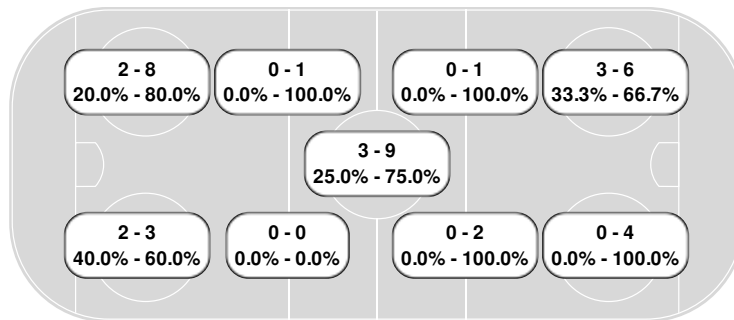 2 - 8
20.0% - 80.0%
0 - 1
0.0% - 100.0%
0 - 1
0.0% - 100.0%
3 - 6
33.3% - 66.7%
3 - 9
25.0% - 75.0%
2 - 3
40.0% - 60.0%
0 - 0
0.0% - 0.0%
0 - 2
0.0% - 100.0%
0 - 4
0.0% - 100.0%